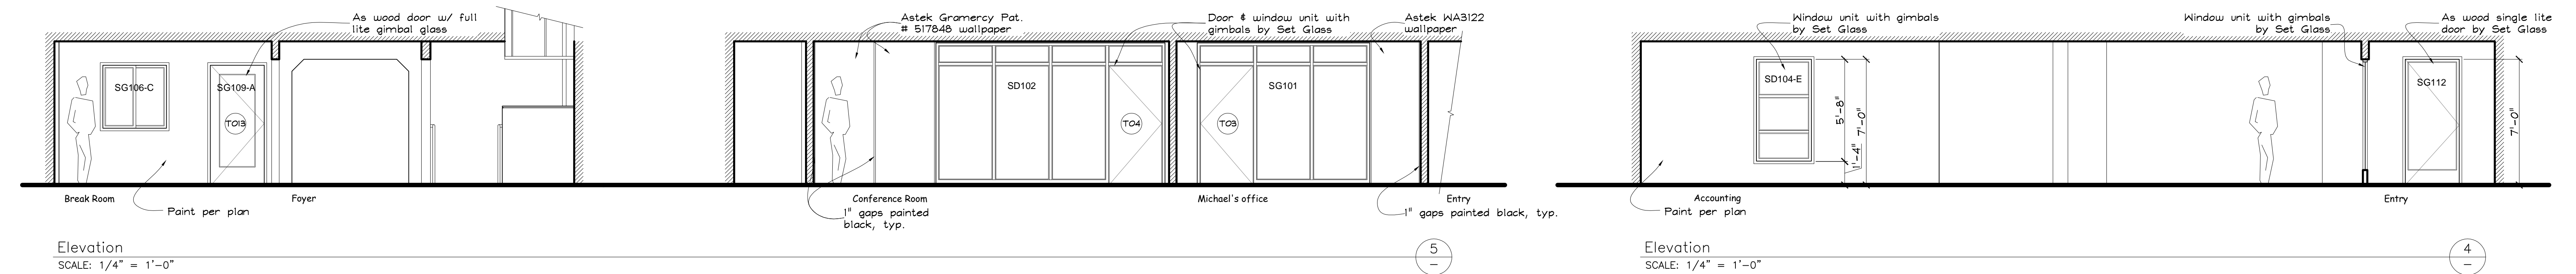 As wood door w/ full
lite gimbal glass
SG106-C
SG109-A
T013
Break Room
Foyer
Paint per plan
Elevation
SCALE: 1/4" = 1'-0"
Astek Gramercy Pat.
# 517848 wallpaper
Door & window unit with
gimbals by Set Glass
Astek WA3122
wallpaper
SD102
SG101
T04
T03
Conference Room
Michael's office
Entry
1" gaps painted
black, typ.
1" gaps painted black, typ.
5
-
Window unit with gimbals
by Set Glass
Window unit with gimbals
by Set Glass
As wood single lite
door by Set Glass
SD104-E
SG112
5'-8"
7'-0"
1'-4"
7'-0"
Accounting
Entry
Paint per plan
Elevation
SCALE: 1/4" = 1'-0"
4
-